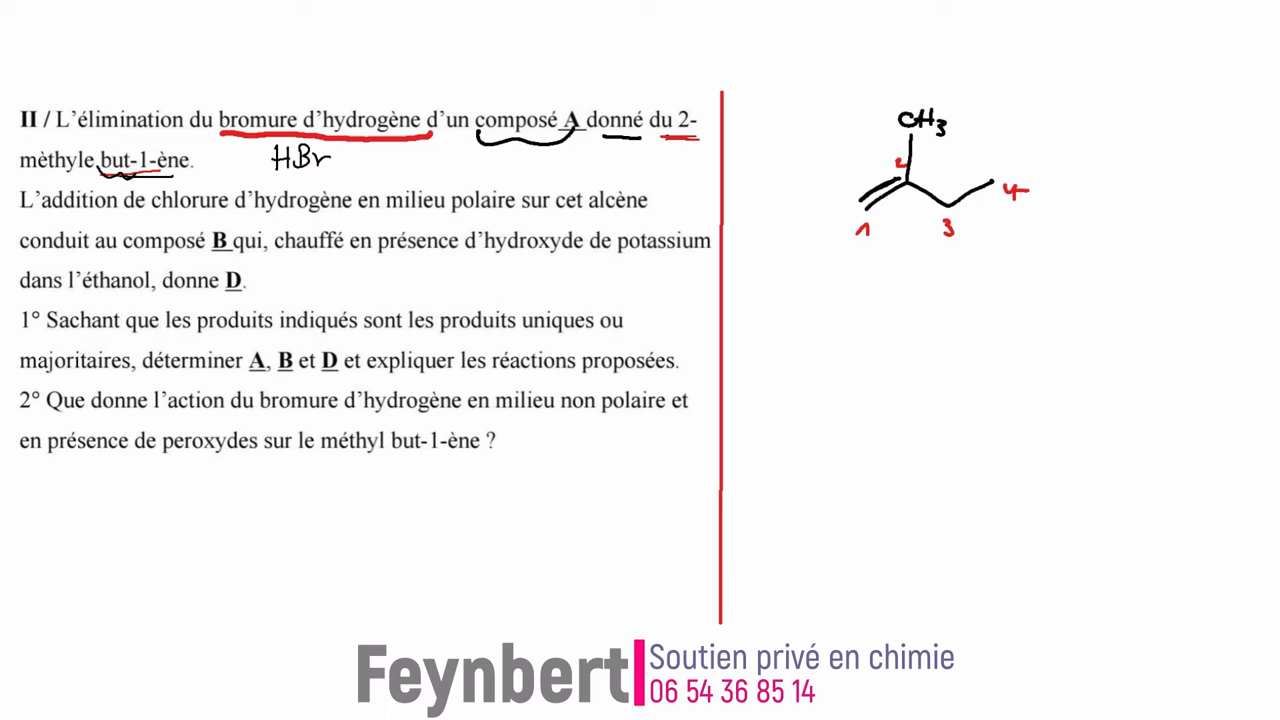 II / L’élimination du bromure d’hydrogène d’un composé A donné du 2-
mèthyle but-1-ène.
HBr
L’addition de chlorure d’hydrogène en milieu polaire sur cet alcène
conduit au composé B qui, chauffé en présence d’hydroxyde de potassium
dans l’éthanol, donne D.
1° Sachant que les produits indiqués sont les produits uniques ou
majoritaires, déterminer A, B et D et expliquer les réactions proposées.
2° Que donne l’action du bromure d’hydrogène en milieu non polaire et
en présence de peroxydes sur le méthyl but-1-ène ?
CH3
2
4
1
3
Feynbert
Soutien privé en chimie
06 54 36 85 14